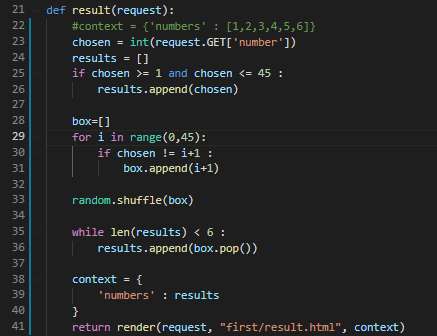 21 def result(request):
22     #context = {'numbers' : [1,2,3,4,5,6]}
23     chosen = int(request.GET['number'])
24     results = []
25     if chosen >= 1 and chosen <= 45 :
26         results.append(chosen)
27
28     box=[]
29     for i in range(0,45):
30         if chosen != i+1 :
31             box.append(i+1)
32
33     random.shuffle(box)
34
35     while len(results) < 6 :
36         results.append(box.pop())
37
38     context = {
39         'numbers' : results
40     }
41     return render(request, "first/result.html", context)